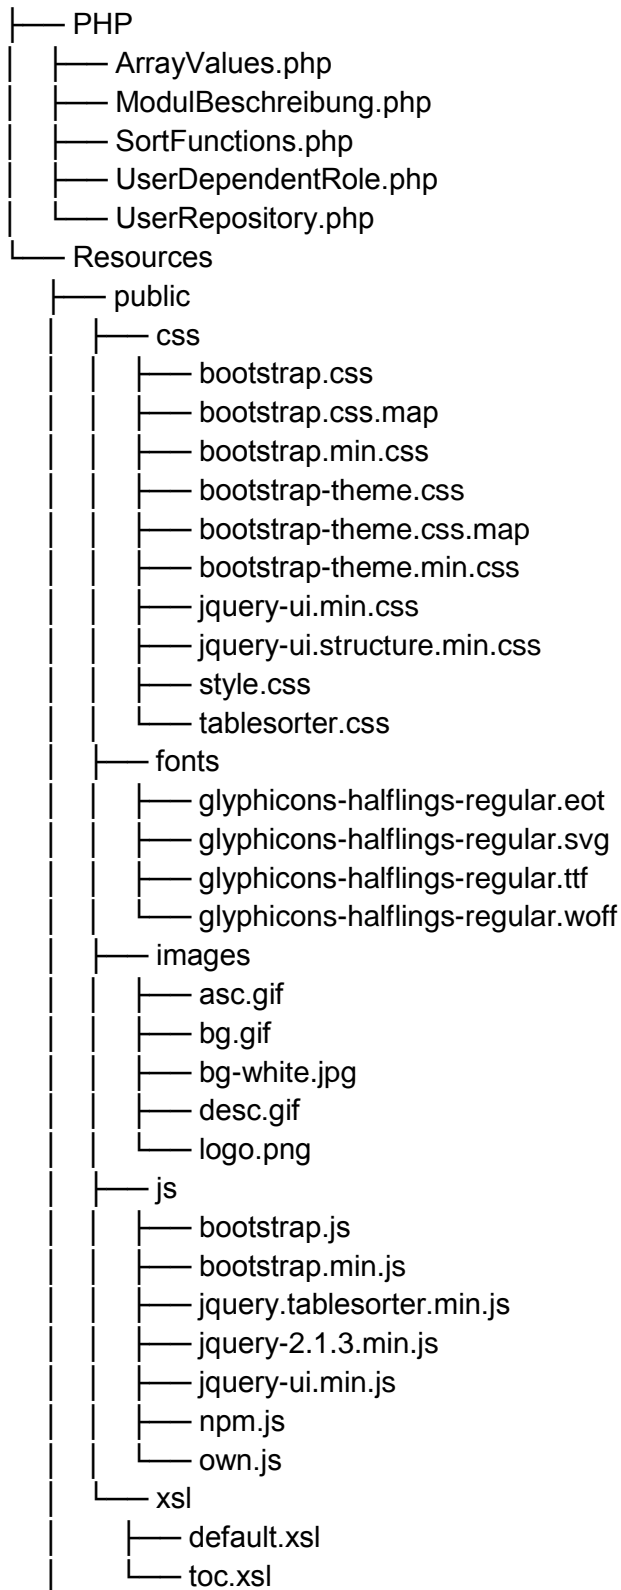 PHP
ArrayValues.php
ModulBeschreibung.php
SortFunctions.php
UserDependentRole.php
UserRepository.php
Resources
public
css
bootstrap.css
bootstrap.css.map
bootstrap.min.css
bootstrap-theme.css
bootstrap-theme.css.map
bootstrap-theme.min.css
jquery-ui.min.css
jquery-ui.structure.min.css
style.css
tablesorter.css
fonts
glyphicons-halflings-regular.eot
glyphicons-halflings-regular.svg
glyphicons-halflings-regular.ttf
glyphicons-halflings-regular.woff
images
asc.gif
bg.gif
bg-white.jpg
desc.gif
logo.png
js
bootstrap.js
bootstrap.min.js
jquery.tablesorter.min.js
jquery-2.1.3.min.js
jquery-ui.min.js
npm.js
own.js
xsl
default.xsl
toc.xsl